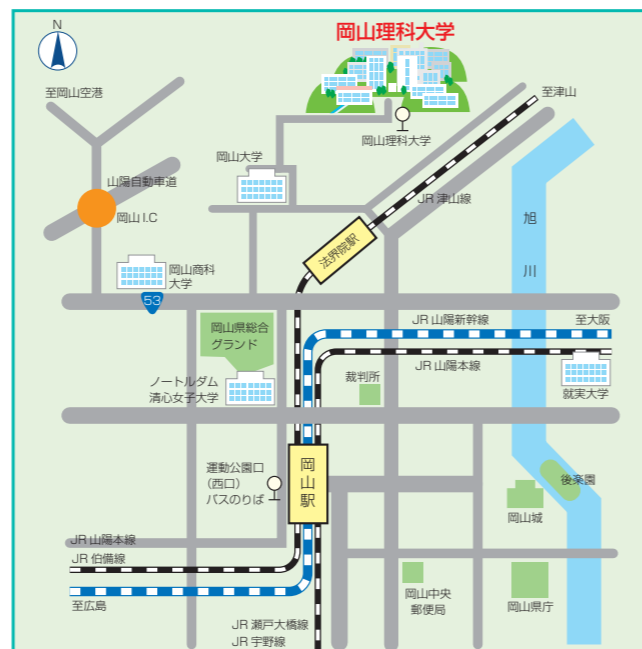 N
岡山理科大学
至岡山空港
至津山
岡山理科大学
岡山大学
山陽自動車道
岡山 I.C
JR 津山線
旭
川
法界院駅
岡山商科
大学
53
岡山県総合
グランド
JR 山陽新幹線
至大阪
JR 山陽本線
ノートルダム
清心女子大学
裁判所
就実大学
岡山駅
運動公園口
(西口)
バスのりば
後楽園
岡山城
JR 山陽本線
JR 伯備線
至広島
岡山中央
郵便局
岡山県庁
JR 瀬戸大橋線
JR 宇野線